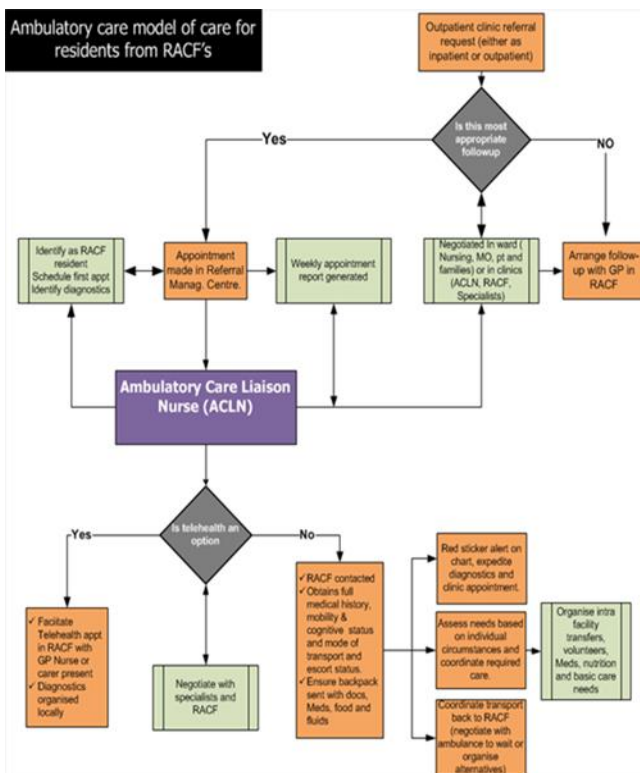 Ambulatory care model of care for
residents from RACF's
Outpatient clinic referral
request (either as
inpatient or outpatient)
Is this most
appropriate
followup
Yes
NO
Identify as RACF
resident
Schedule first appt
Identify diagnostics
Appointment
made in Referral
Manag. Centre.
Weekly appointment
report generated
Negotiated In ward (
Nursing, MO, pt and
families) or in clinics
(ACLN, RACF,
Specialists)
Arrange follow-
up with GP in
RACF
Ambulatory Care Liaison
Nurse (ACLN)
Is telehealth an
option
Yes
No
✓ Facitate
Telehealth appt
in RACF with
GP Nurse or
carer present
✓ Diagnostics
organised
locally
Negotiate with
specialists and
RACF
✓ RACF contacted
✓ Obtains full
medical history,
mobility &
cognitive status
and mode of
transport and
escort status.
✓ Ensure backpack
sent with docs,
Meds, food and
fluids
Red sticker alert on
chart, expedite
diagnostics and
clinic appointment.
Assess needs based
on individual
circumstances and
coordinate required
care.
Organise intra
facility
transfers,
volunteers,
Meds, nutrition
and basic care
needs
Coordinate transport
back to RACF
(negotiate with
ambulance to wait or
organise
alternatives)